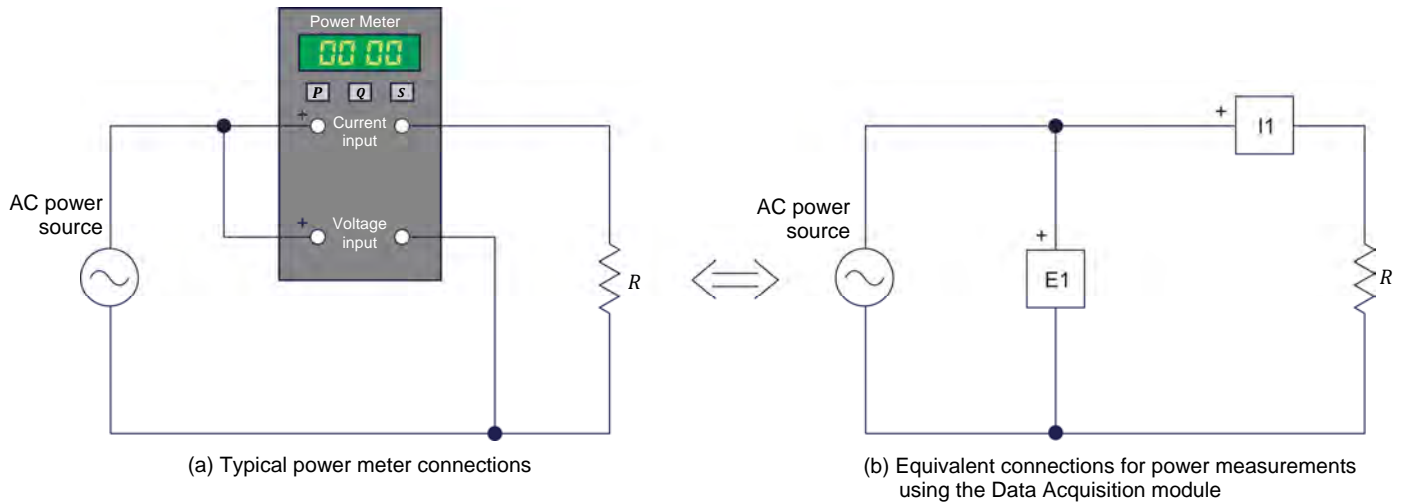 Power Meter
00 00
P Q S
+ Current
input
+ Voltage
input
AC power
source
R
(a) Typical power meter connections
+ I1
AC power
source
+
E1
R
(b) Equivalent connections for power measurements
using the Data Acquisition module